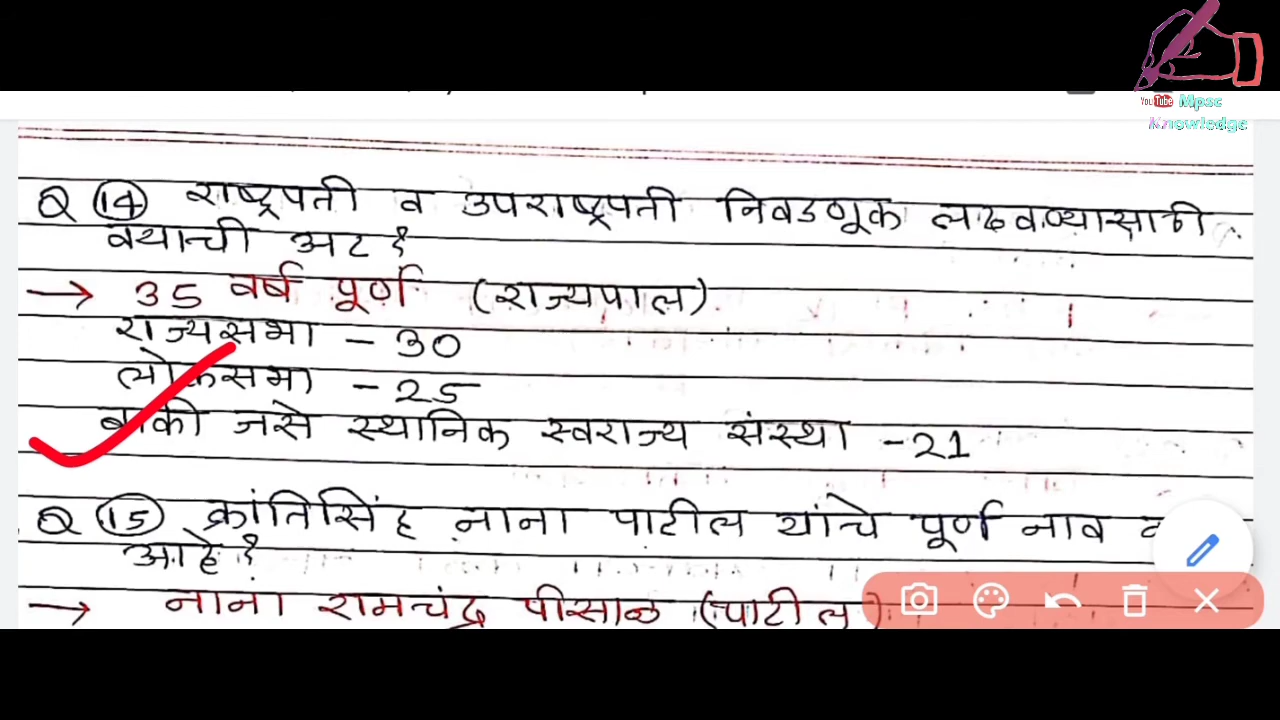 YouTube Mpsc
Knowledge
Q 14 राष्ट्रपती व उपराष्ट्रपती निवडणूक लढवण्यासाठी
वयाची अट ?
→ 35 वर्ष पूर्ण (राज्यपाल)
राज्यसभा - 30
लोकसभा - 25
बाकी जसे स्थानिक स्वराज्य संस्था - 21
Q 15 क्रांतिसिंह नाना पाटील यांचे पूर्ण नाव
आहे ?
→ नाना रामचंद्र पीसाळ (पाटील)